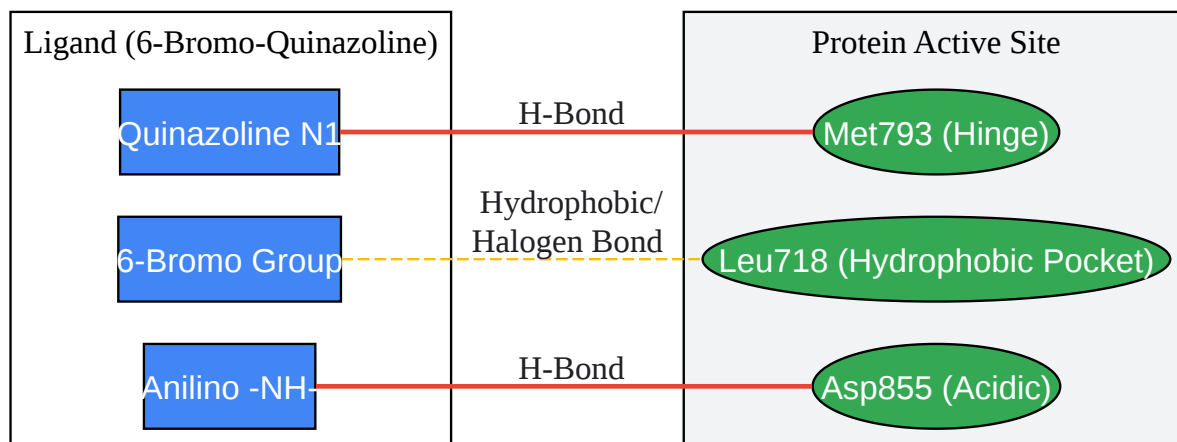 Ligand (6-Bromo-Quinazoline)
Protein Active Site
Quinazoline N1
H-Bond
Met793 (Hinge)
6-Bromo Group
Hydrophobic/
Halogen Bond
Leu718 (Hydrophobic Pocket)
Anilino -NH-
H-Bond
Asp855 (Acidic)